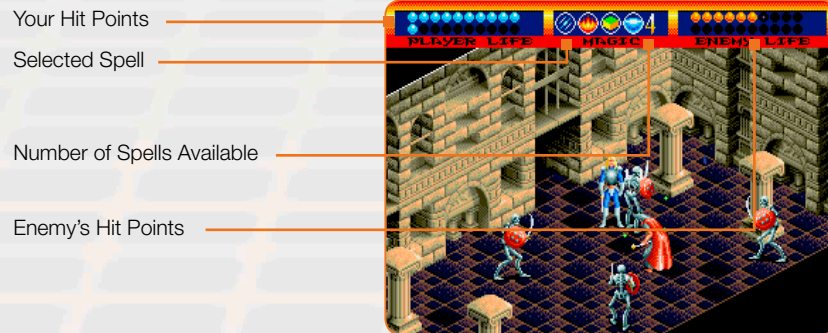 Your Hit Points
Selected Spell
Number of Spells Available
Enemy's Hit Points
4
PLAYER LIFE MAGIC ENEMY LIFE